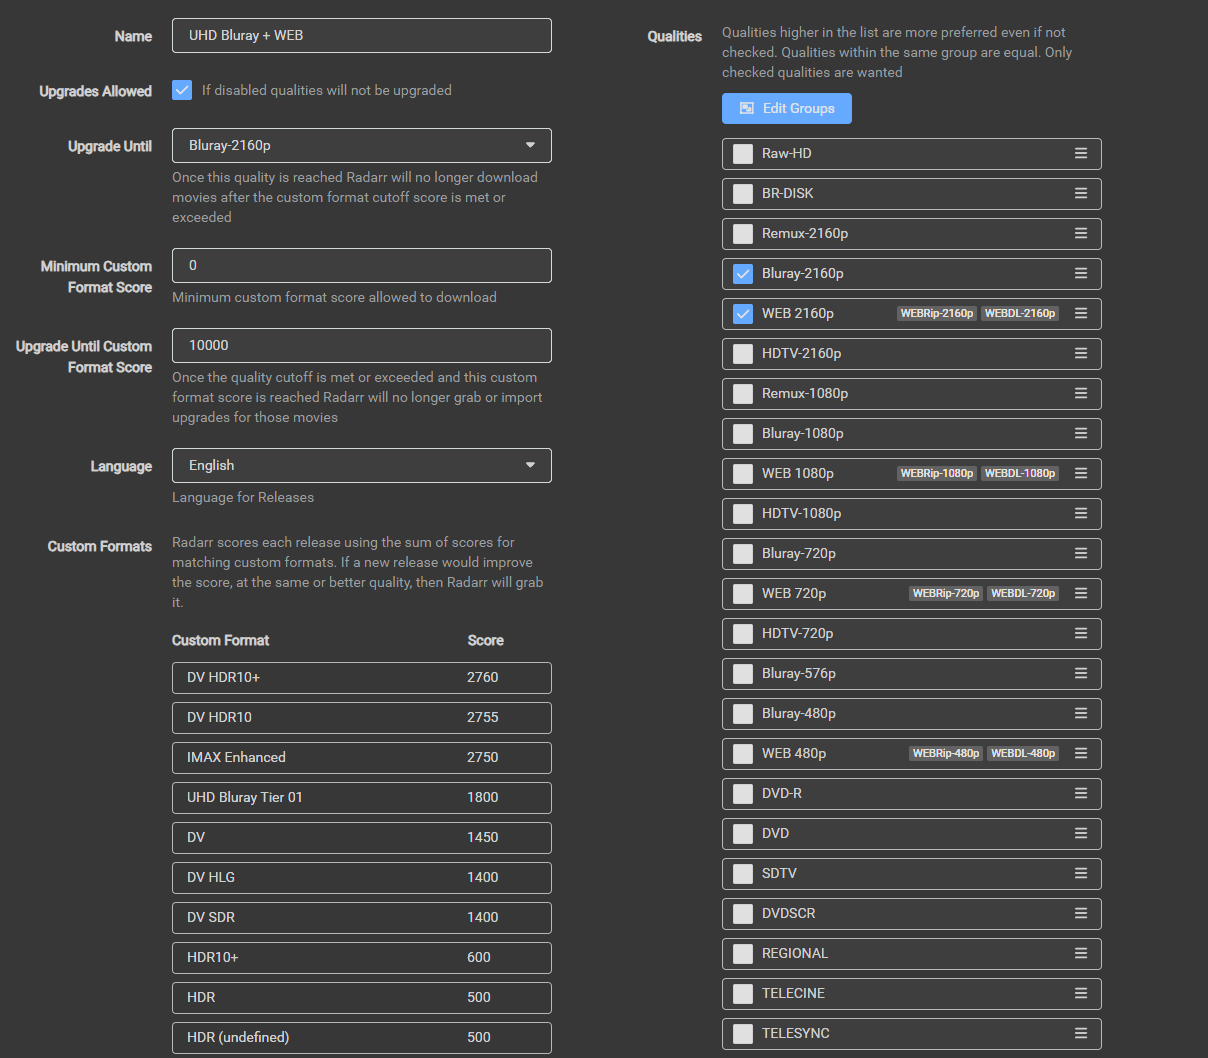 Name
UHD Bluray + WEB
Upgrades Allowed
If disabled qualities will not be upgraded
Upgrade Until
Bluray-2160p
Once this quality is reached Radarr will no longer download
movies after the custom format cutoff score is met or
exceeded
Minimum Custom
Format Score
0
Minimum custom format score allowed to download
Upgrade Until Custom
Format Score
10000
Once the quality cutoff is met or exceeded and this custom
format score is reached Radarr will no longer grab or import
upgrades for those movies
Language
English
Language for Releases
Custom Formats
Radarr scores each release using the sum of scores for
matching custom formats. If a new release would improve
the score, at the same or better quality, then Radarr will grab
it.
Custom Format Score
DV HDR10+ 2760
DV HDR10 2755
IMAX Enhanced 2750
UHD Bluray Tier 01 1800
DV 1450
DV HLG 1400
DV SDR 1400
HDR10+ 600
HDR 500
HDR (undefined) 500
Qualities
Qualities higher in the list are more preferred even if not
checked. Qualities within the same group are equal. Only
checked qualities are wanted
Edit Groups
Raw-HD
BR-DISK
Remux-2160p
Bluray-2160p
WEB 2160p WEBRip-2160p WEBDL-2160p
HDTV-2160p
Remux-1080p
Bluray-1080p
WEB 1080p WEBRip-1080p WEBDL-1080p
HDTV-1080p
Bluray-720p
WEB 720p WEBRip-720p WEBDL-720p
HDTV-720p
Bluray-576p
Bluray-480p
WEB 480p WEBRip-480p WEBDL-480p
DVD-R
DVD
SDTV
DVDSCR
REGIONAL
TELECINE
TELESYNC